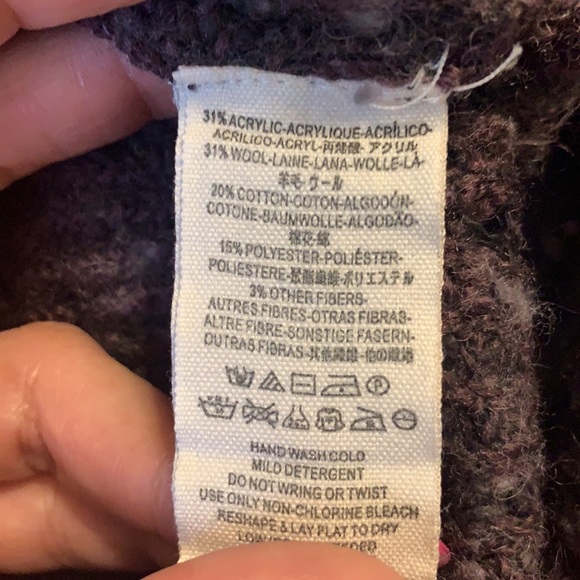 31% ACRYLIC-ACRYLIQUE-ACRÍLICO-
ACRILICO-ACRYL-再烯酸- アクリル
31% WOOL-LAINE-LANA-WOLLE-LÃ-
羊毛-ウール
20% COTTON-COTON-ALGODÓN-
COTONE-BAUMWOLLE-ALGODÃO-
棉花-綿
15% POLYESTER-POLIÉSTER-
POLIESTERE-聚酯纖維-ポリエステル
3% OTHER FIBERS-
AUTRES FIBRES-OTRAS FIBRAS-
ALTRE FIBRE-SONSTIGE FASERN-
OUTRAS FIBRAS-其他纖維-他の繊維
HAND WASH COLD
MILD DETERGENT
DO NOT WRING OR TWIST
USE ONLY NON-CHLORINE BLEACH
RESHAPE & LAY FLAT TO DRY
LOW